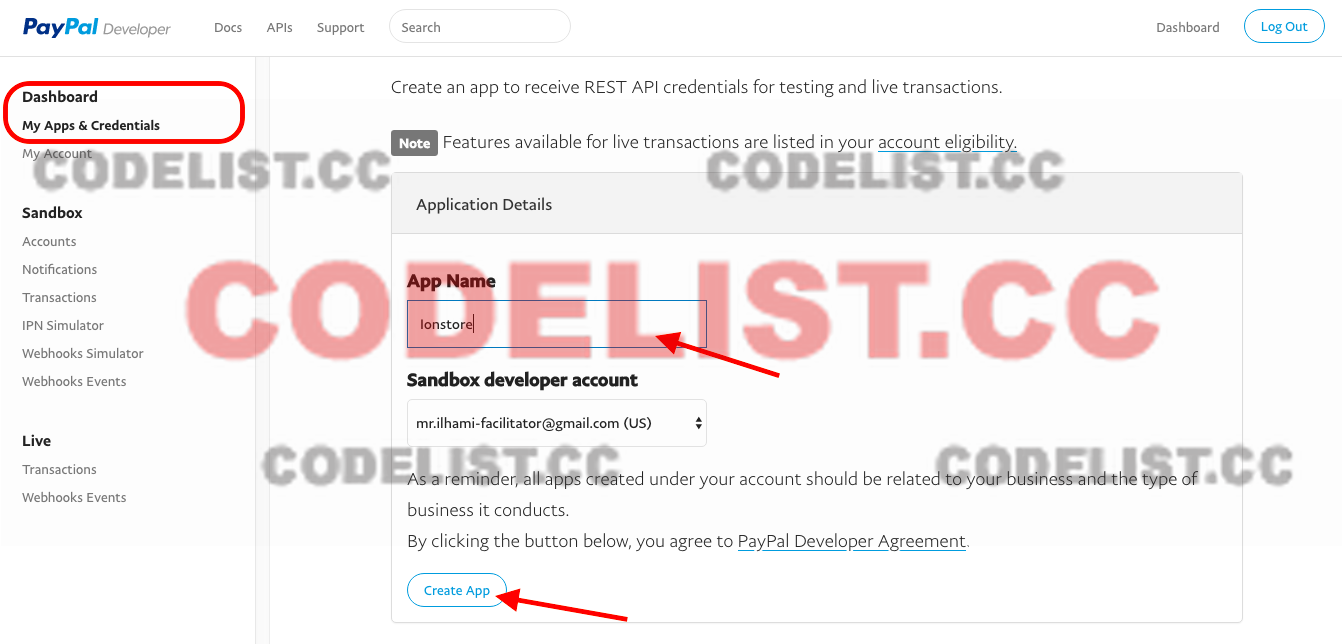 PayPal Developer Docs APIs Support Search Dashboard Log Out
Dashboard
My Apps & Credentials
My Account
Sandbox
Accounts
Notifications
Transactions
IPN Simulator
Webhooks Simulator
Webhooks Events
Live
Transactions
Webhooks Events
Create an app to receive REST API credentials for testing and live transactions.
Note Features available for live transactions are listed in your account eligibility.
Application Details
App Name
Ionstore
Sandbox developer account
mr.ilhami-facilitator@gmail.com (US)
As a reminder, all apps created under your account should be related to your business and the type of
business it conducts.
By clicking the button below, you agree to PayPal Developer Agreement.
Create App
CODELIST.CC
CODELIST.CC
CODELIST.CC
CODELIST.CC
CODELIST.CC